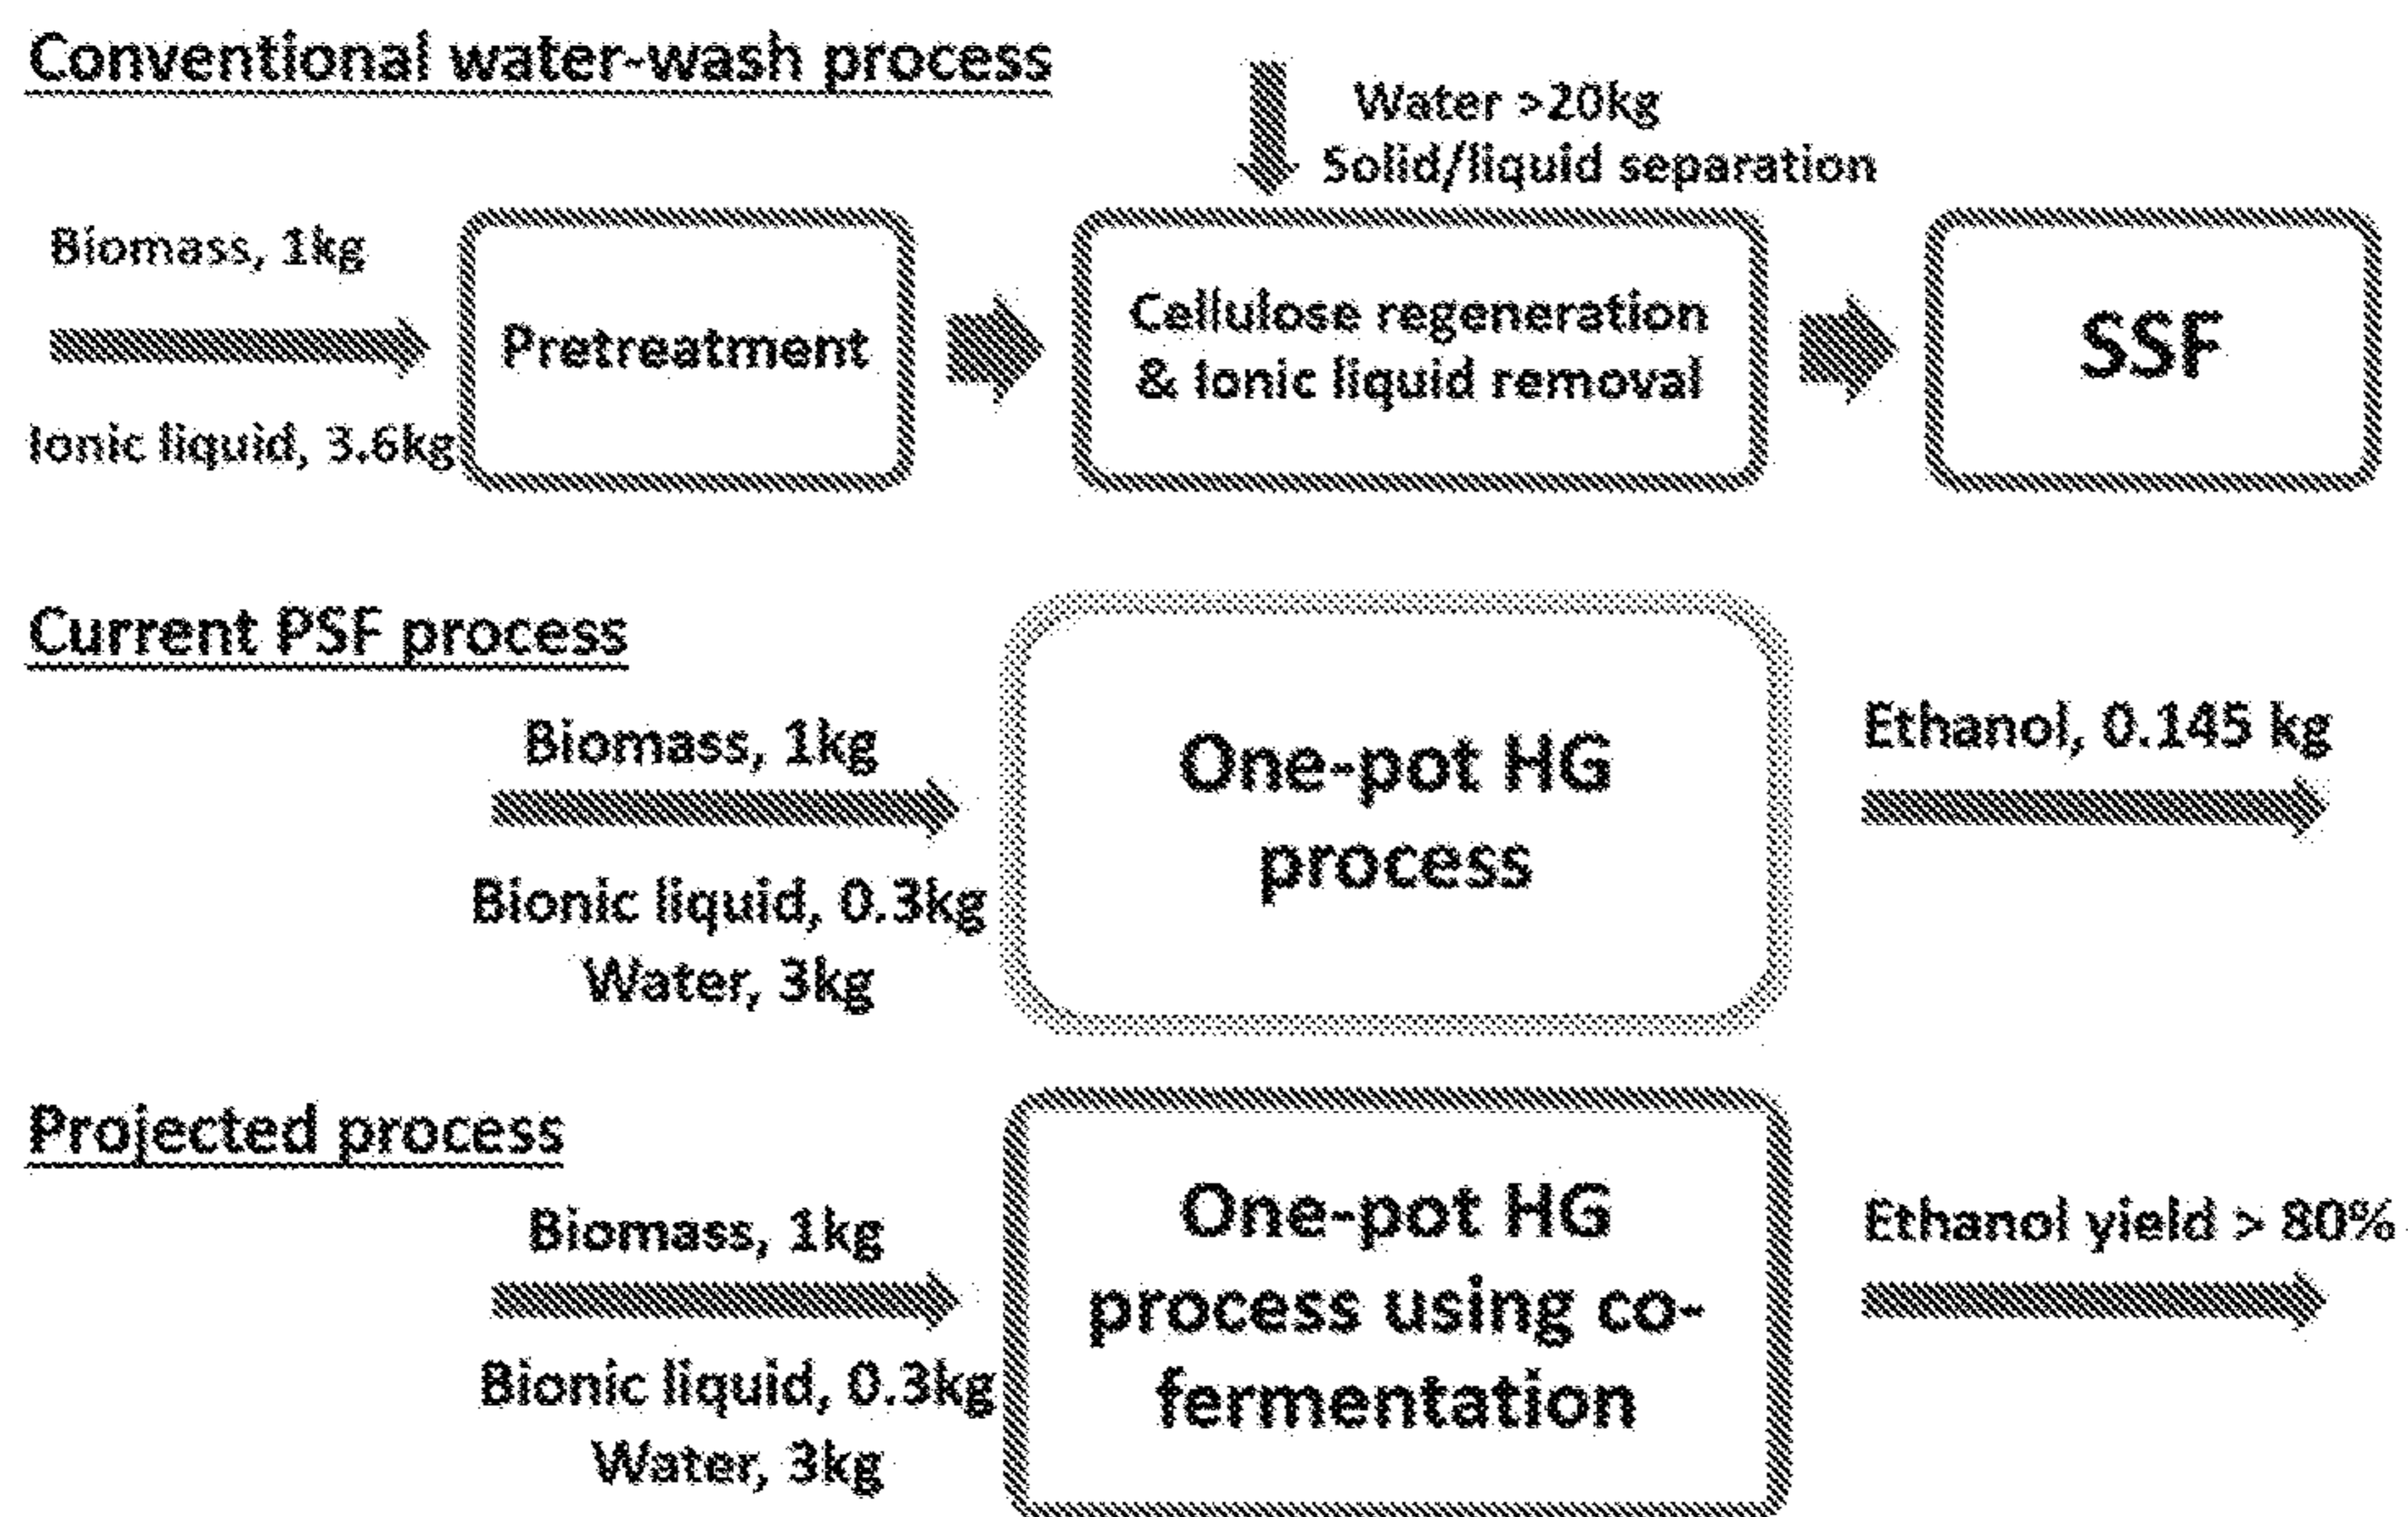 Conventional water-wash process
Water >20kg
Solid/liquid separation
Biomass, 1kg
Ionic liquid, 3.6kg
Pretreatment
Cellulose regeneration
& Ionic liquid removal
SSF
Current PSF process
Biomass, 1kg
Bionic liquid, 0.3kg
Water, 3kg
One-pot HG
process
Ethanol, 0.145 kg
Projected process
Biomass, 1kg
Bionic liquid, 0.3kg
Water, 3kg
One-pot HG
process using co-
fermentation
Ethanol yield > 80%